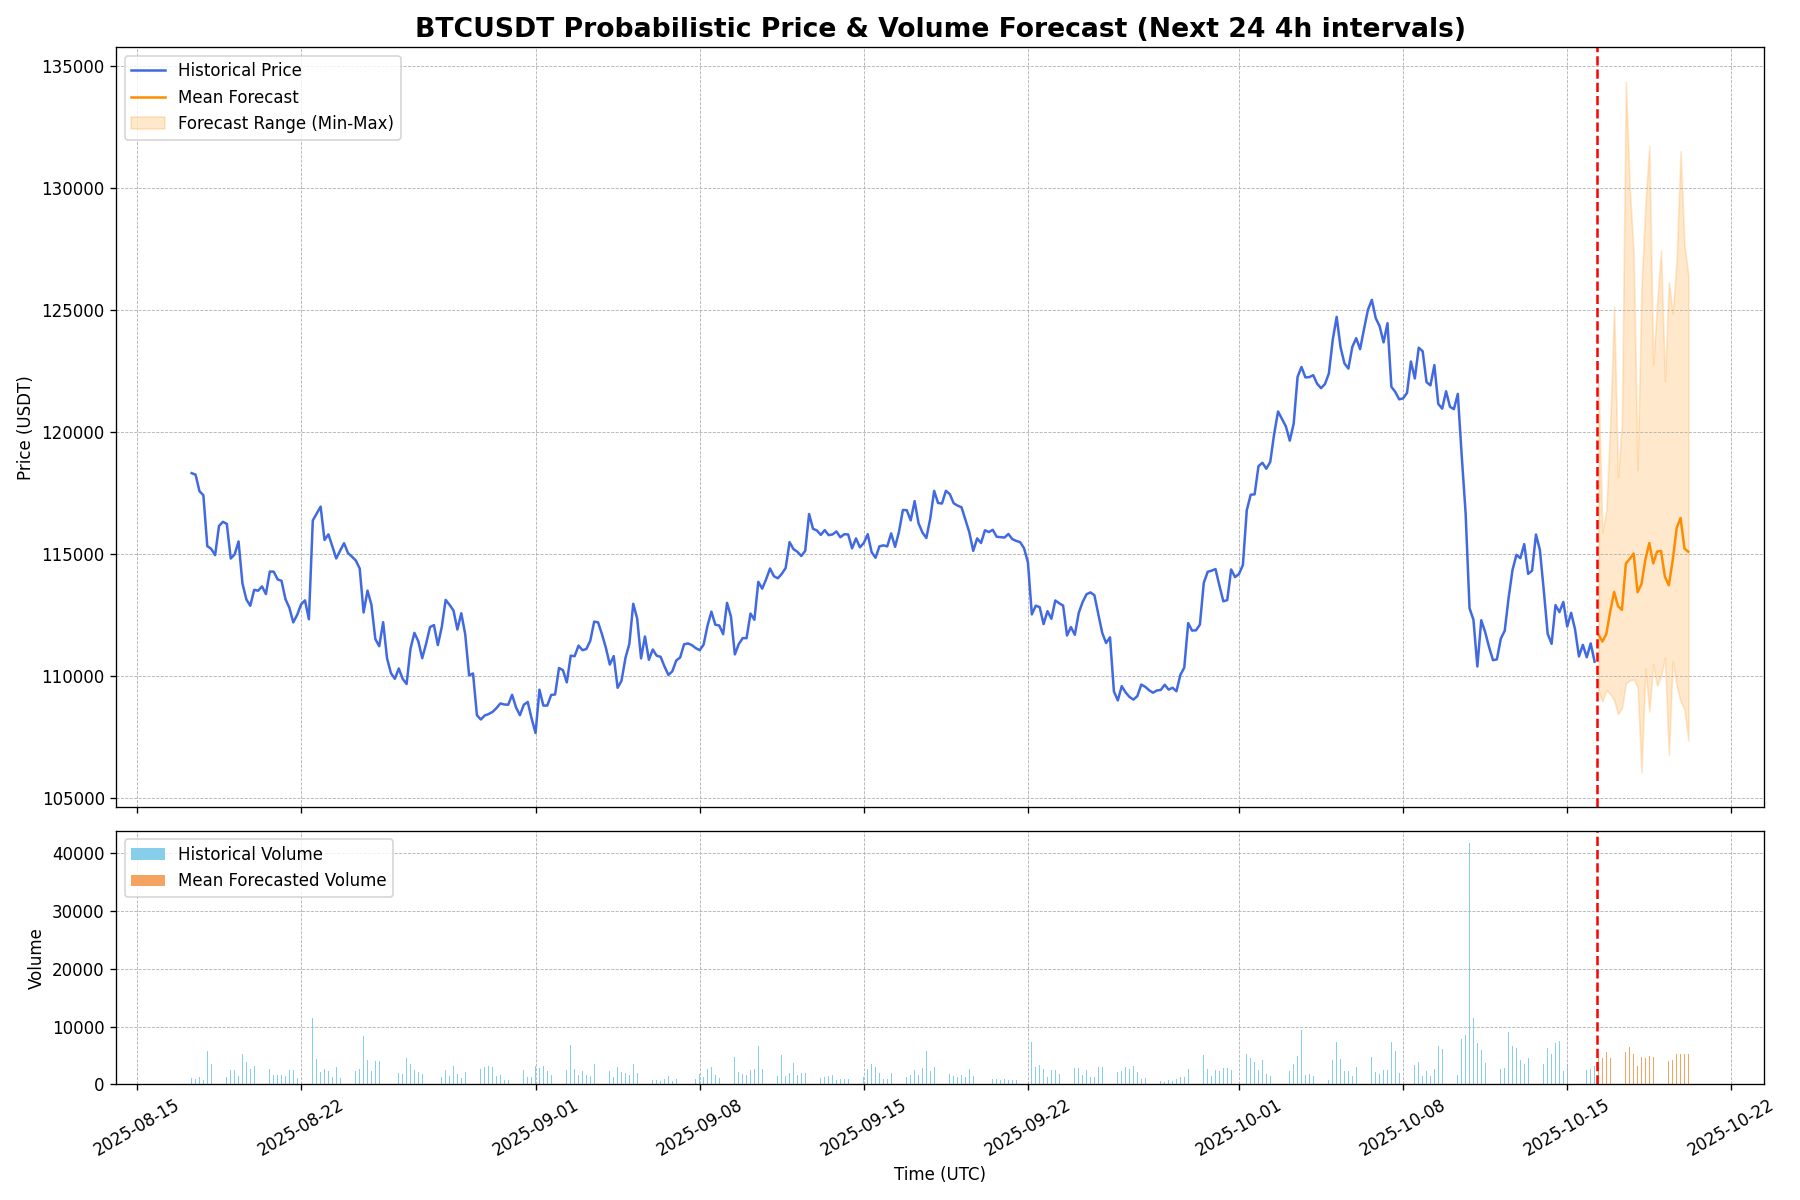 BTCUSDT Probabilistic Price & Volume Forecast (Next 24 4h intervals)
Historical Price
Mean Forecast
Forecast Range (Min-Max)
135000
130000
125000
120000
115000
110000
105000
Price (USDT)
Historical Volume
Mean Forecasted Volume
40000
30000
20000
10000
0
Volume
2025-08-15
2025-08-22
2025-09-01
2025-09-08
2025-09-15
2025-09-22
2025-10-01
2025-10-08
2025-10-15
2025-10-22
Time (UTC)